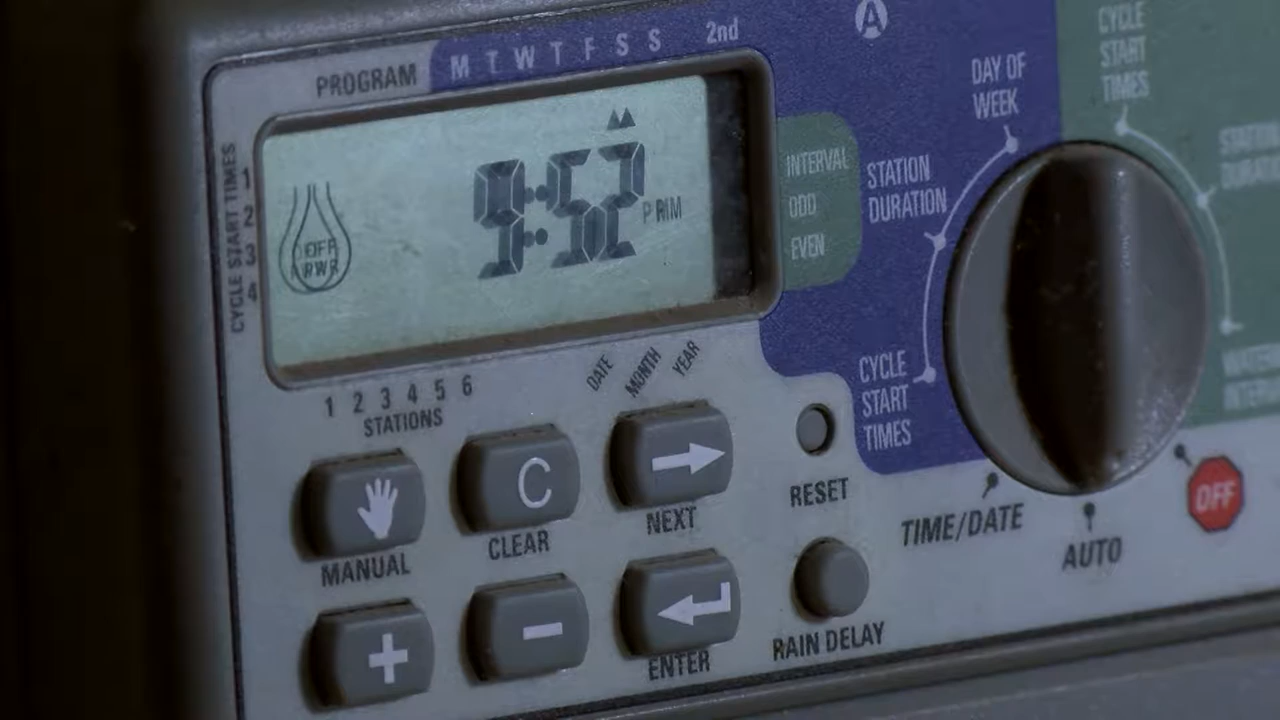 A
PROGRAM M T W T F S S 2nd
CYCLE START TIMES
1
2
3
4
9:52
P RIM
OFF
RWR
INTERVAL
ODD
EVEN
STATION
DURATION
DAY OF
WEEK
CYCLE
START
TIMES
CYCLE
START
TIMES
1 2 3 4 5 6
STATIONS
DATE
MONTH
YEAR
MANUAL
C
CLEAR
NEXT
RESET
+
-
ENTER
RAIN DELAY
TIME/DATE
AUTO
OFF